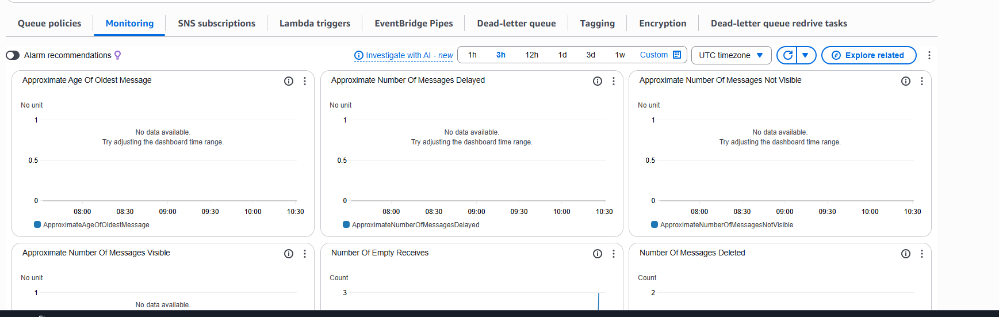 Queue policies Monitoring SNS subscriptions Lambda triggers EventBridge Pipes Dead-letter queue Tagging Encryption Dead-letter queue redrive tasks
Alarm recommendations Investigate with AI - new 1h 3h 12h 1d 3d 1w Custom UTC timezone Explore related
Approximate Age Of Oldest Message
No unit
1
No data available.
Try adjusting the dashboard time range.
0.5
0
08:00 08:30 09:00 09:30 10:00 10:30
ApproximateAgeOfOldestMessage
Approximate Number Of Messages Delayed
No unit
1
No data available.
Try adjusting the dashboard time range.
0.5
0
08:00 08:30 09:00 09:30 10:00 10:30
ApproximateNumberOfMessagesDelayed
Approximate Number Of Messages Not Visible
No unit
1
No data available.
Try adjusting the dashboard time range.
0.5
0
08:00 08:30 09:00 09:30 10:00 10:30
ApproximateNumberOfMessagesNotVisible
Approximate Number Of Messages Visible
No unit
1
No data available.
Number Of Empty Receives
Count
3
Number Of Messages Deleted
Count
2